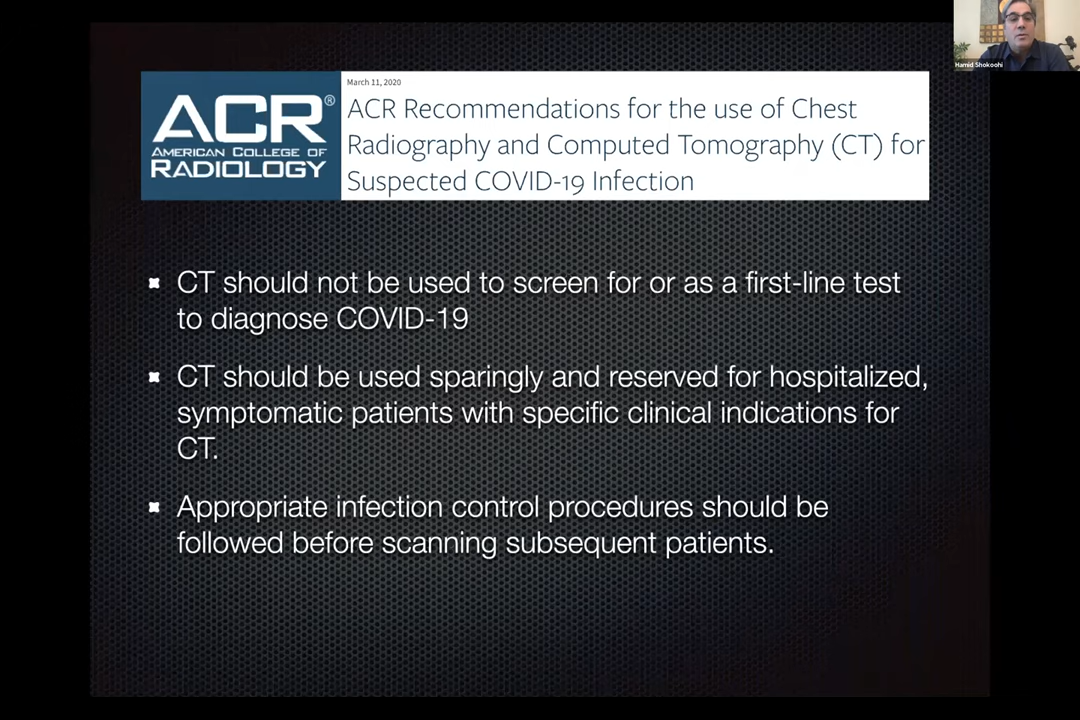 Hamid Shokoohi
ACR®
AMERICAN COLLEGE OF
RADIOLOGY
March 11, 2020
ACR Recommendations for the use of Chest
Radiography and Computed Tomography (CT) for
Suspected COVID-19 Infection
CT should not be used to screen for or as a first-line test
to diagnose COVID-19
CT should be used sparingly and reserved for hospitalized,
symptomatic patients with specific clinical indications for
CT.
Appropriate infection control procedures should be
followed before scanning subsequent patients.